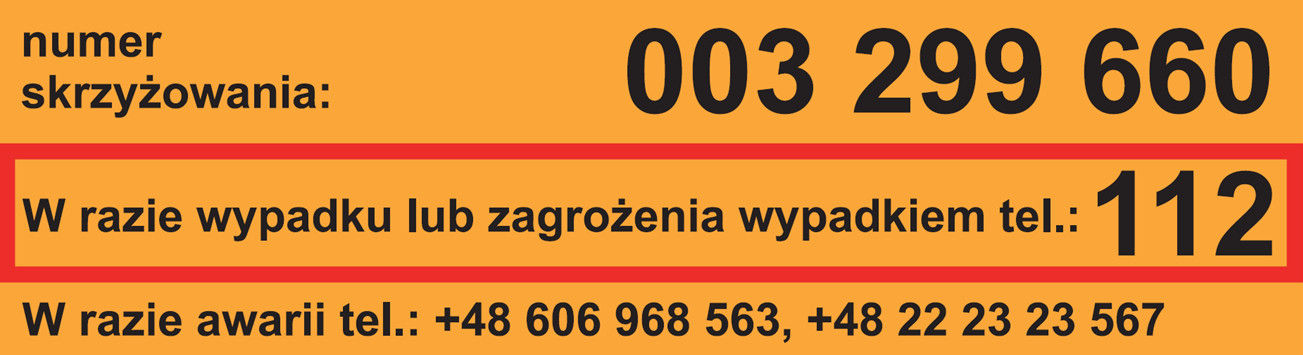 numer
skrzyżowania:
003 299 660
W razie wypadku lub zagrożenia wypadkiem tel.: 112
W razie awarii tel.: +48 606 968 563, +48 22 23 23 567